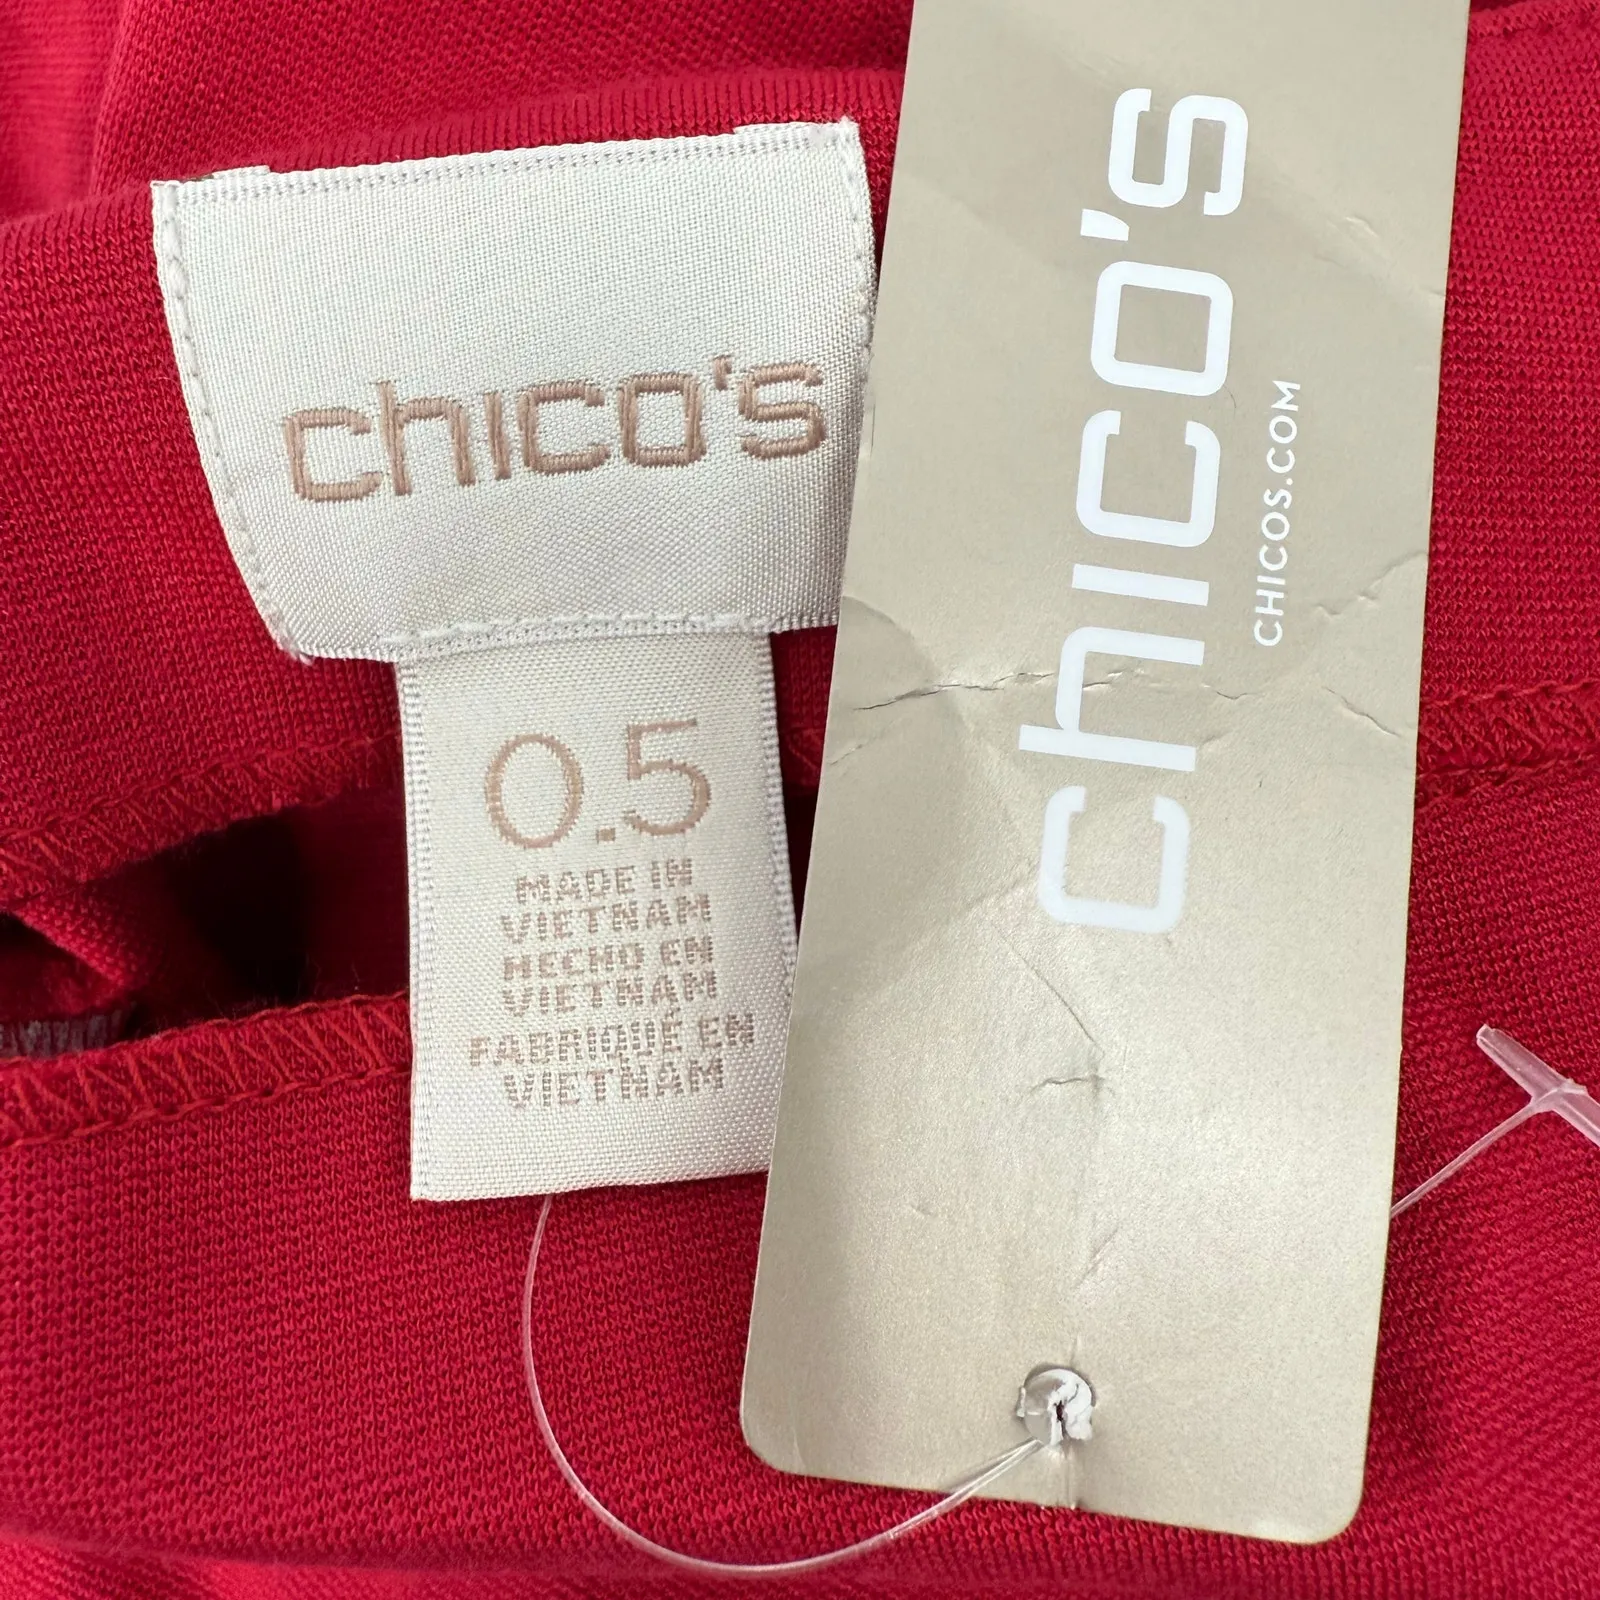 chico's
0.5
MADE IN
VIETNAM
HECHO EN
VIETNAM
FABRIQUÉ EN
VIETNAM
chico's
CHICOS.COM